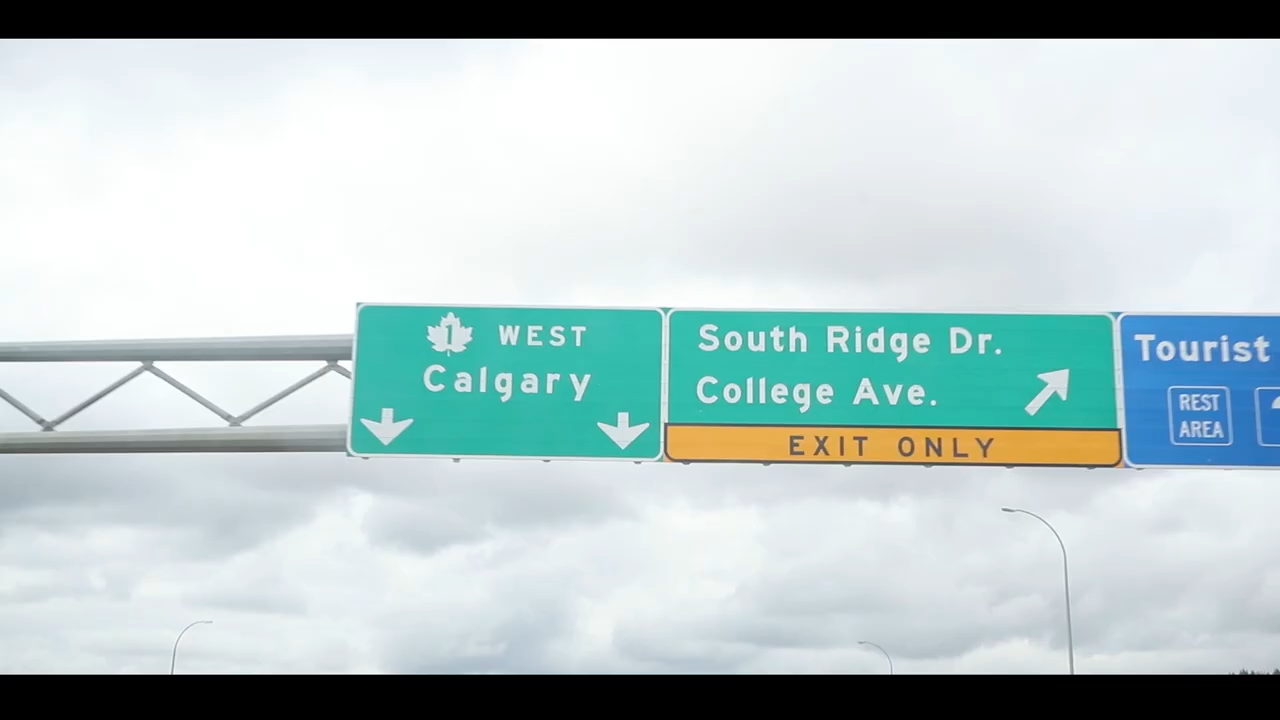 1 WEST
Calgary
South Ridge Dr.
College Ave.
EXIT ONLY
Tourist
REST
AREA